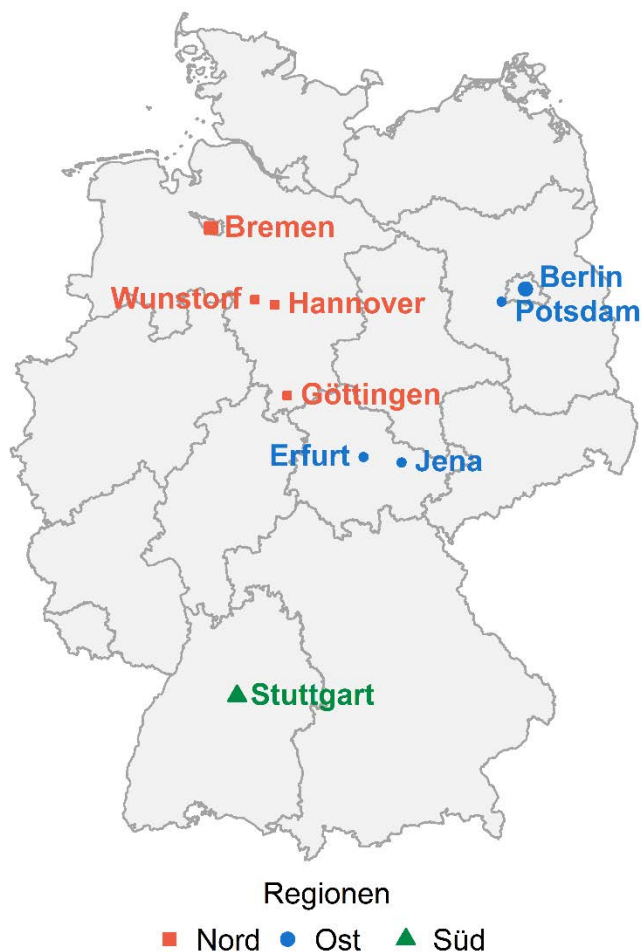 Bremen
Berlin
Wunstorf
Hannover
Potsdam
Göttingen
Erfurt
Jena
Stuttgart
Regionen
Nord Ost Süd